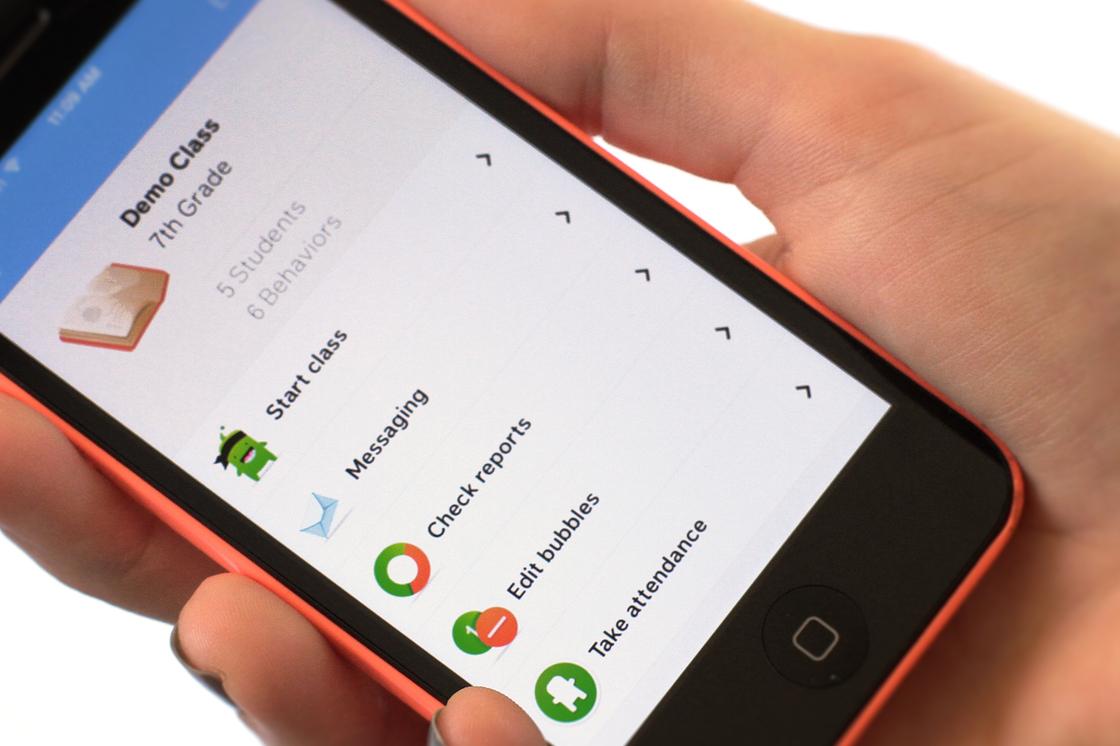 11:09 AM
Demo Class
7th Grade
5 Students
6 Behaviors
Start class
Messaging
Check reports
Edit bubbles
Take attendance